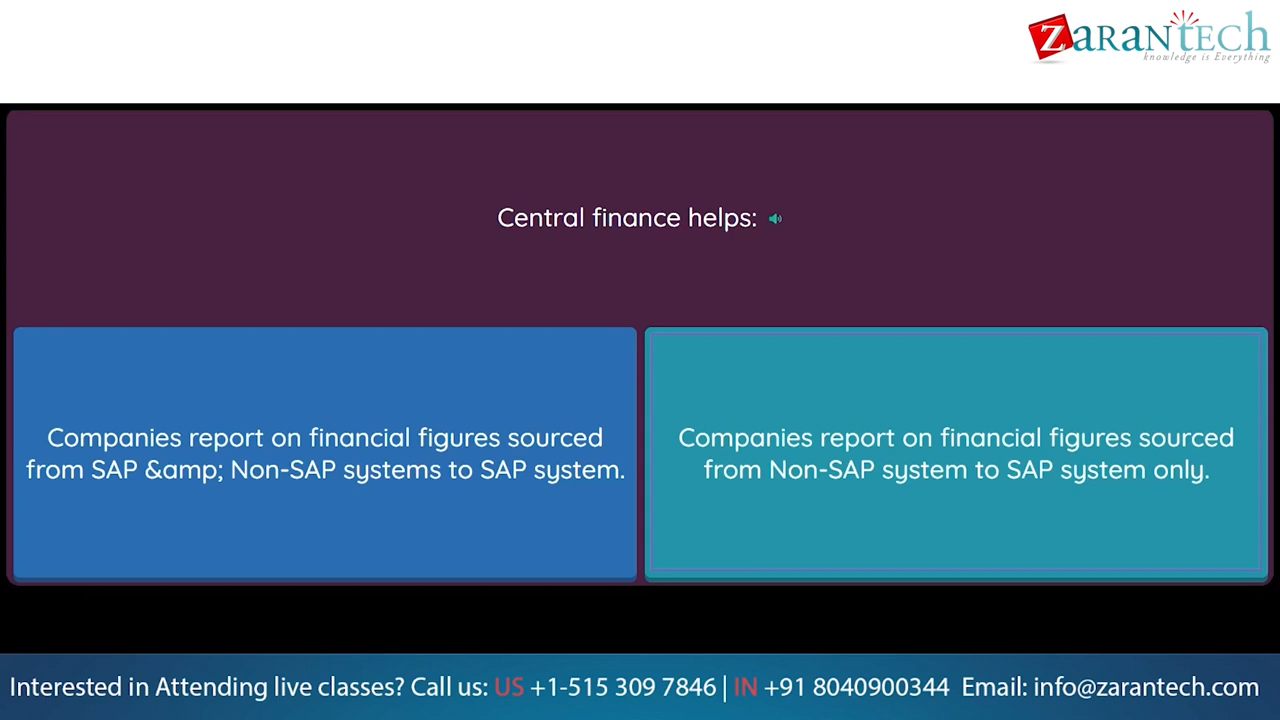 ZARANTECH
knowledge is Everything
Central finance helps:
Companies report on financial figures sourced
from SAP &amp; Non-SAP systems to SAP system.
Companies report on financial figures sourced
from Non-SAP system to SAP system only.
Interested in Attending live classes? Call us: US +1-515 309 7846 | IN +91 8040900344 Email: info@zarantech.com